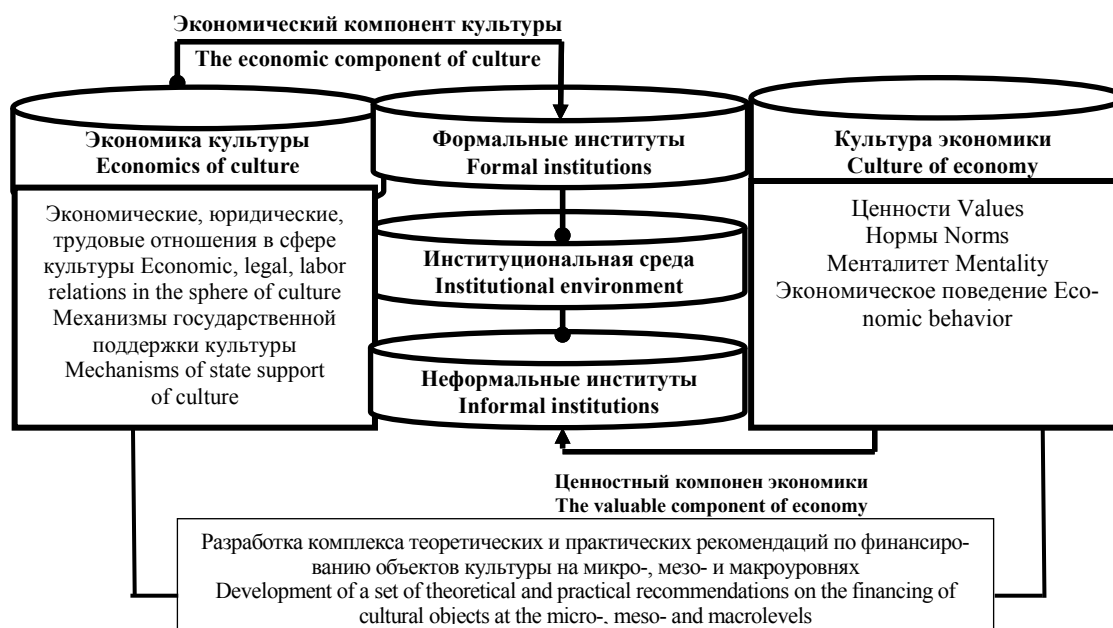 Экономический компонент культуры
The economic component of culture
Экономика культуры
Economics of culture
Формальные институты
Formal institutions
Культура экономики
Culture of economy
Экономические, юридические,
трудовые отношения в сфере
культуры Economic, legal, labor
relations in the sphere of culture
Механизмы государственной
поддержки культуры
Mechanisms of state support
of culture
Институциональная среда
Institutional environment
Неформальные институты
Informal institutions
Ценности Values
Нормы Norms
Менталитет Mentality
Экономическое поведение Eco-
nomic behavior
Ценностный компонен экономики
The valuable component of economy
Разработка комплекса теоретических и практических рекомендаций по финансиро-
ванию объектов культуры на микро-, мезо- и макроуровнях
Development of a set of theoretical and practical recommendations on the financing of
cultural objects at the micro-, meso- and macrolevels